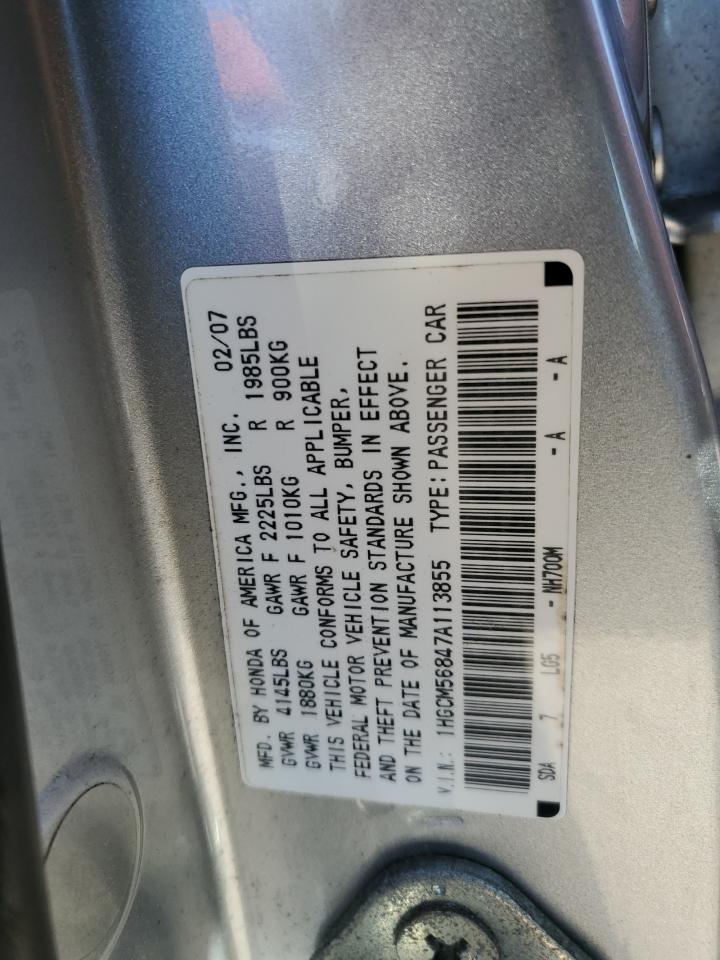 MFD. BY HONDA OF AMERICA MFG., INC. 02/07
GVWR 4145LBS GAWR F 2225LBS R 1985LBS
GVWR 1880KG GAWR F 1010KG R 900KG
THIS VEHICLE CONFORMS TO ALL APPLICABLE
FEDERAL MOTOR VEHICLE SAFETY, BUMPER,
AND THEFT PREVENTION STANDARDS IN EFFECT
ON THE DATE OF MANUFACTURE SHOWN ABOVE.
V.I.N.: 1HGCM56847A113855 TYPE: PASSENGER CAR
SDA 7 LG5 - NH700M - A - A